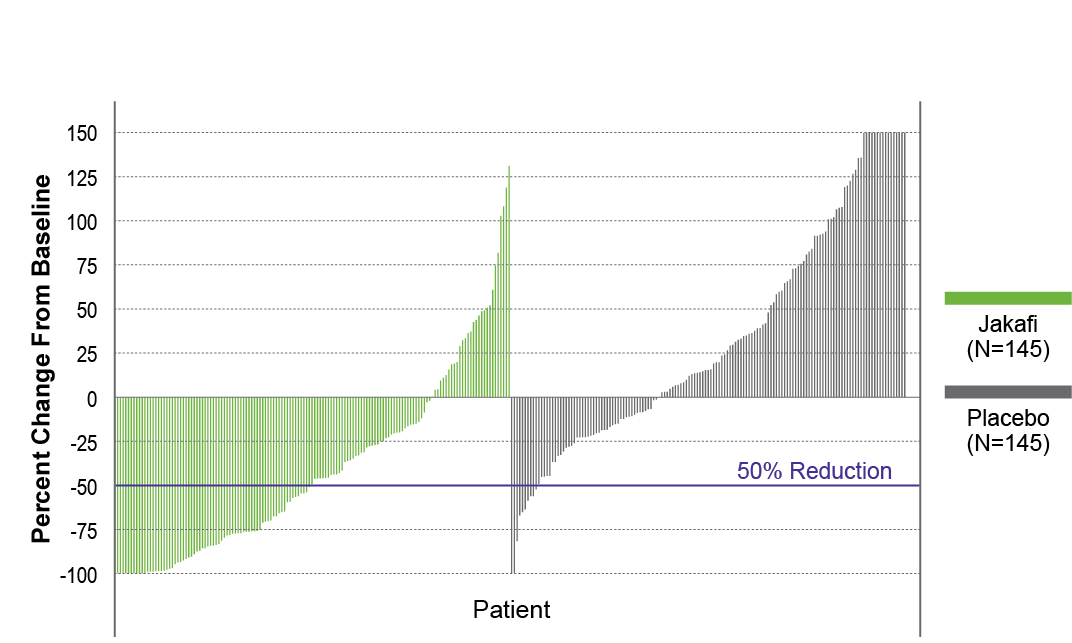 Percent Change From Baseline
150
125
100
75
50
25
0
-25
-50
-75
-100
50% Reduction
Patient
Jakafi
(N=145)
Placebo
(N=145)